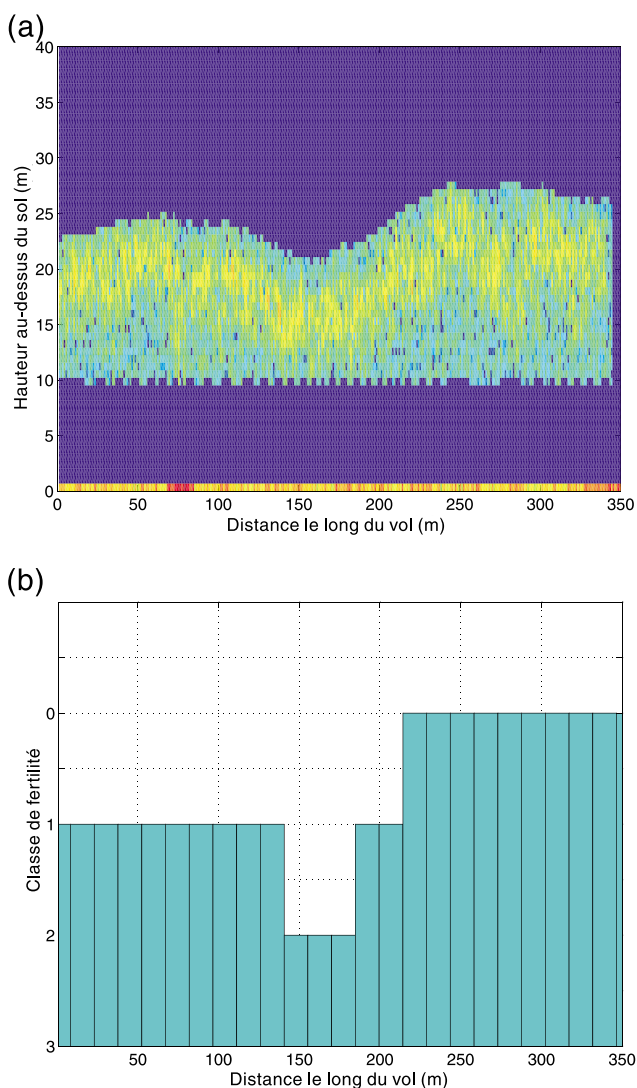 (a)
40
35
30
25
20
15
10
5
0
Hauteur au-dessus du sol (m)
0 50 100 150 200 250 300 350
Distance le long du vol (m)
(b)
0
1
2
3
Classe de fertilité
50 100 150 200 250 300 350
Distance le long du vol (m)